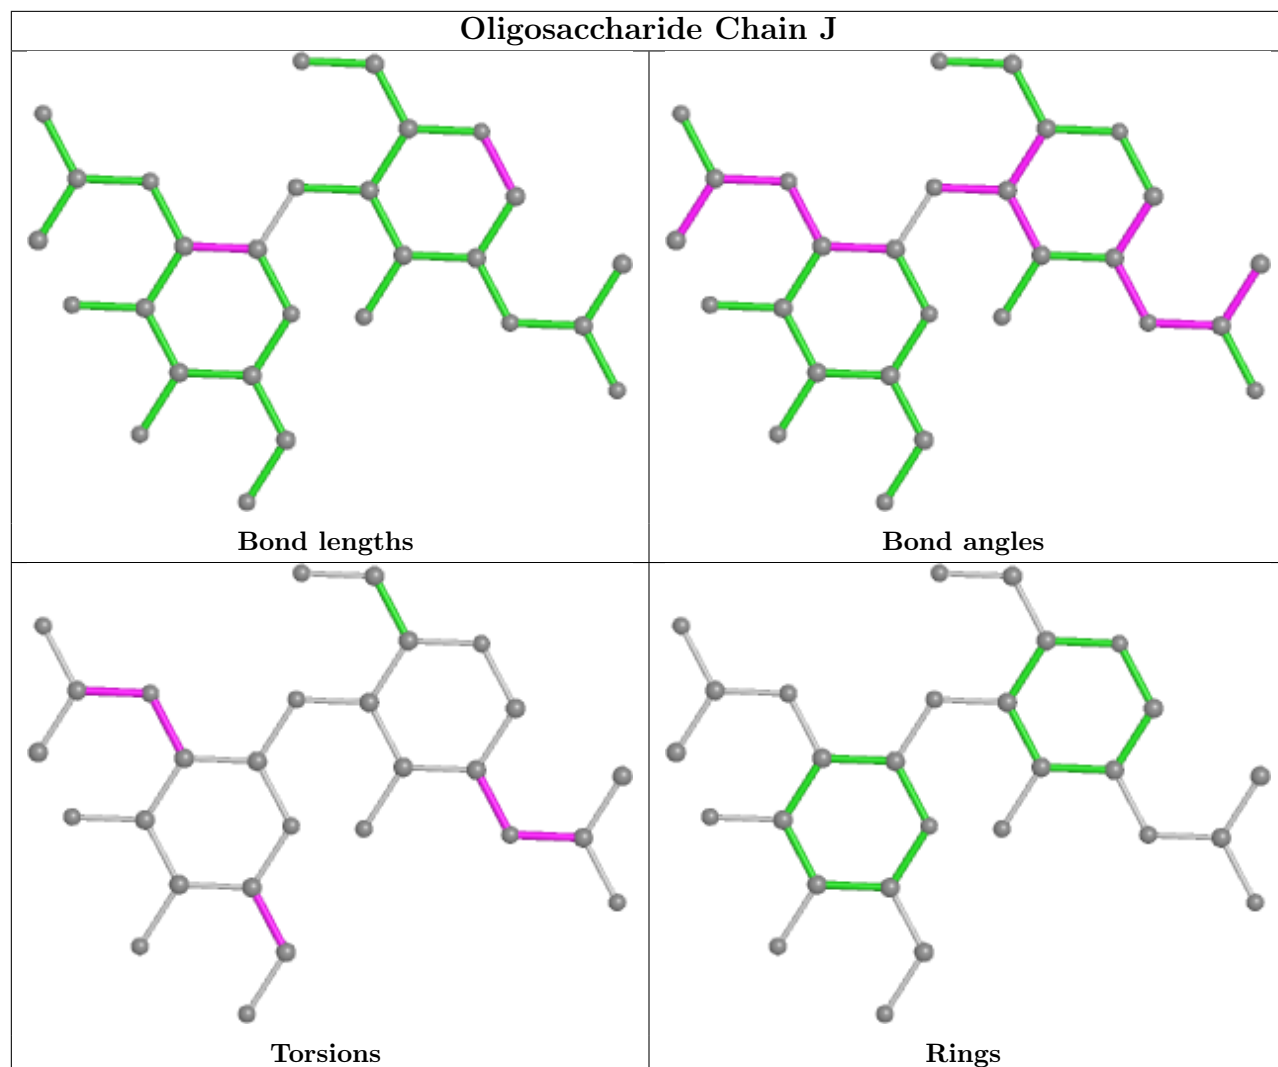 Oligosaccharide Chain J
Bond lengths
Bond angles
Torsions
Rings